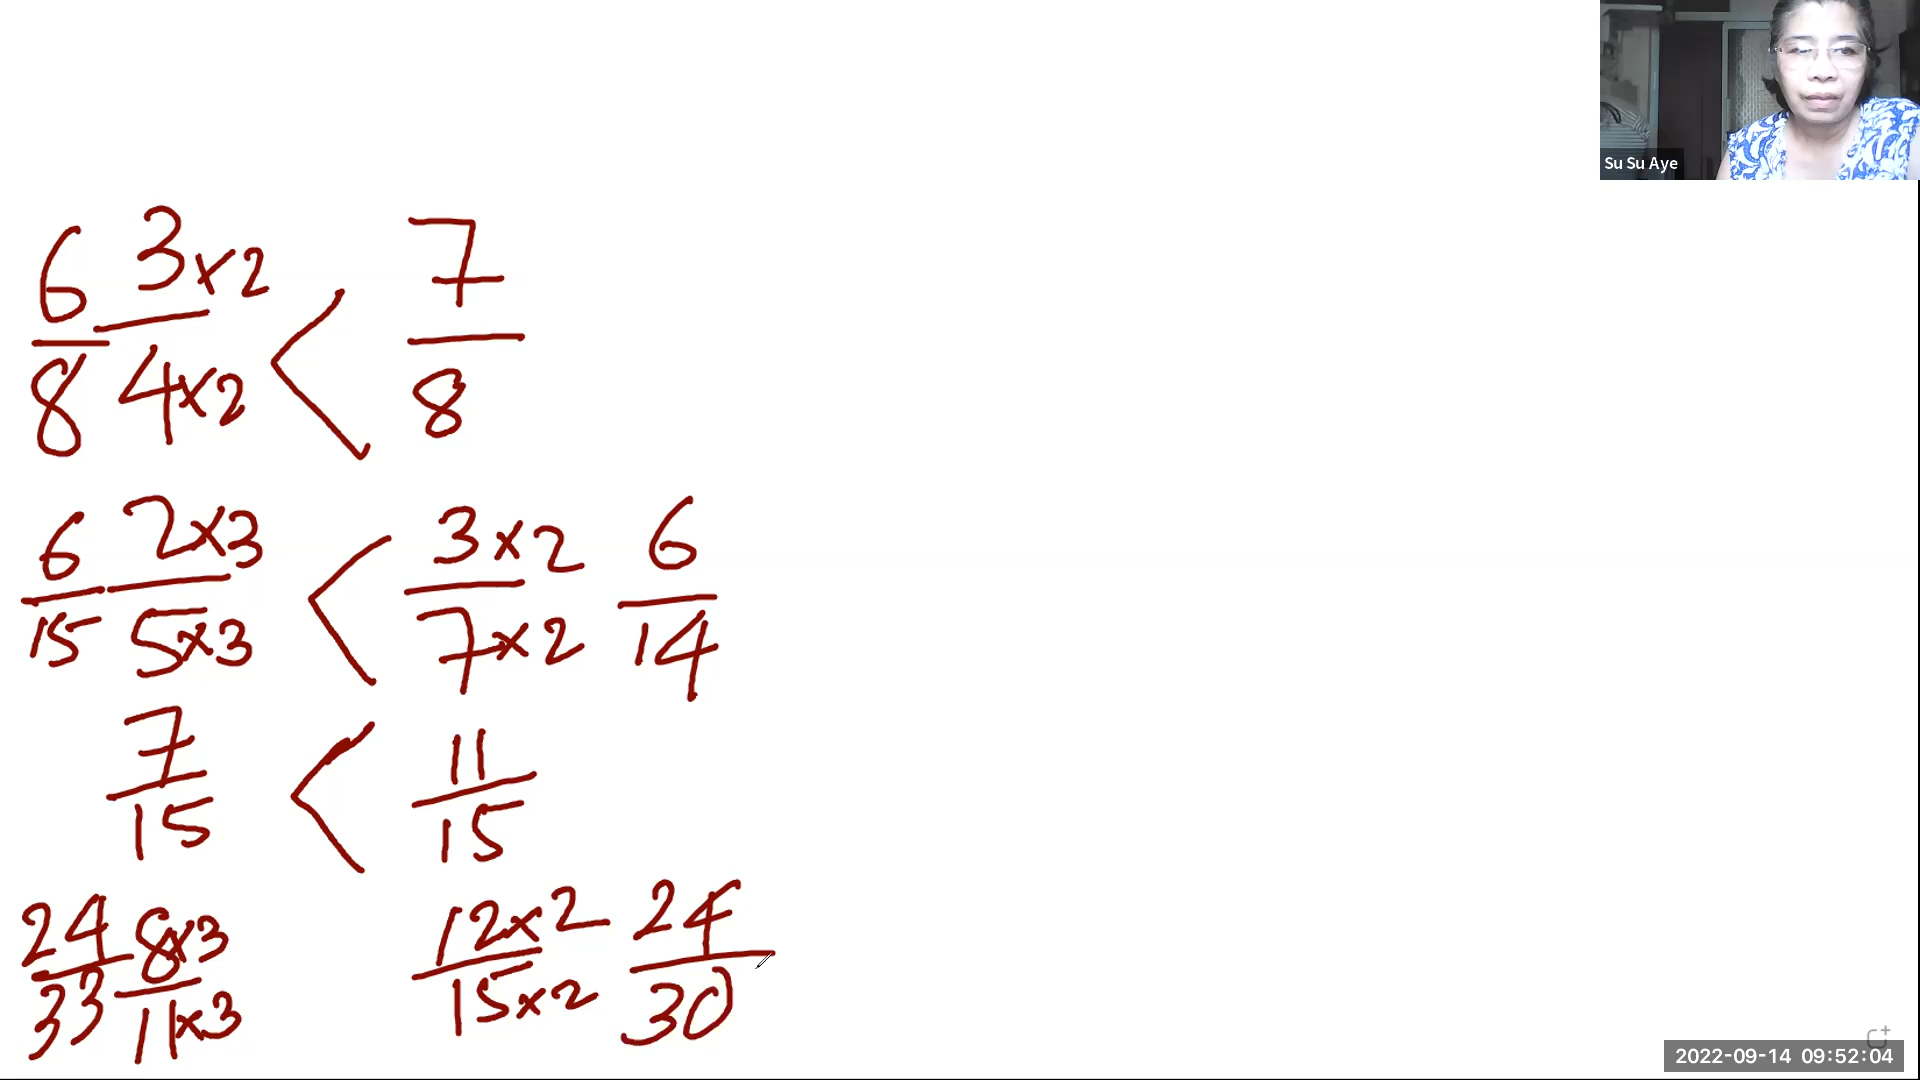 Su Su Aye
6/8 3×2/4×2 < 7/8
6/15 2×3/5×3 < 3×2/7×2 6/14
7/15 < 11/15
24/33 8×3/11×3 12×2/15×2 24/30
2022-09-14 09:52:04